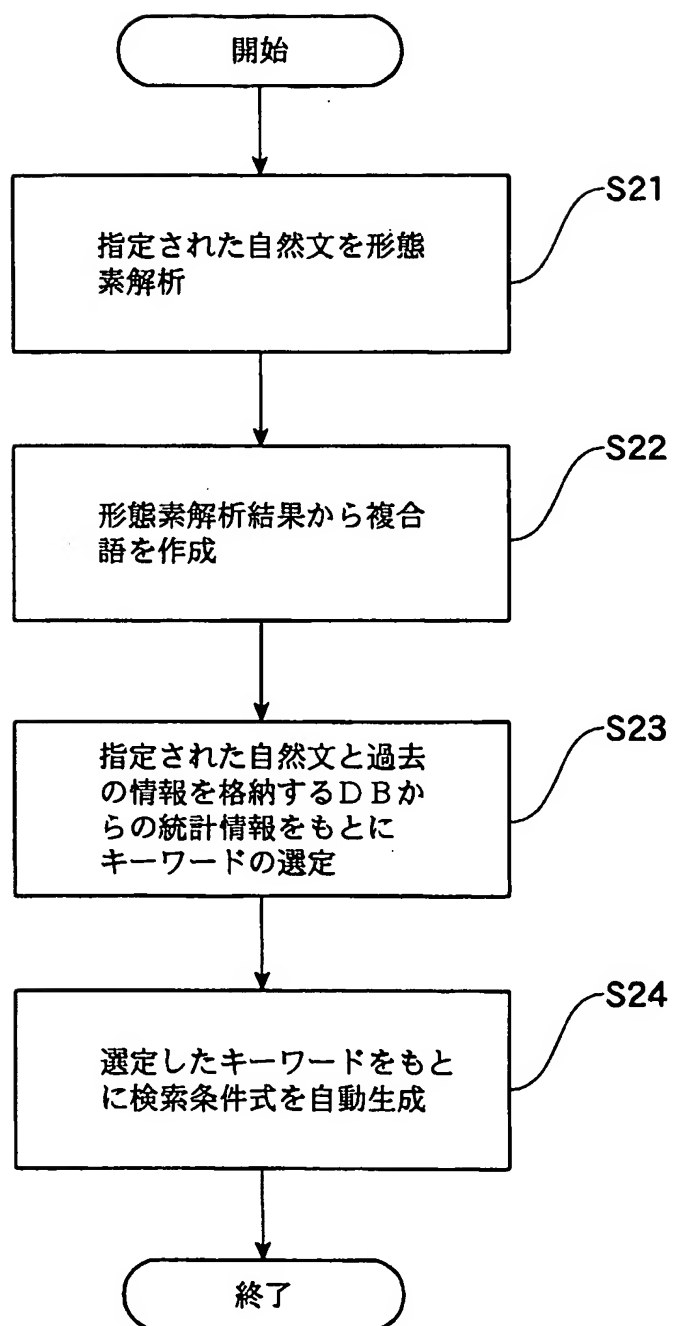 開始
S21
指定された自然文を形態
素解析
S22
形態素解析結果から複合
語を作成
S23
指定された自然文と過去
の情報を格納するＤＢか
らの統計情報をもとに
キーワードの選定
S24
選定したキーワードをもと
に検索条件式を自動生成
終了